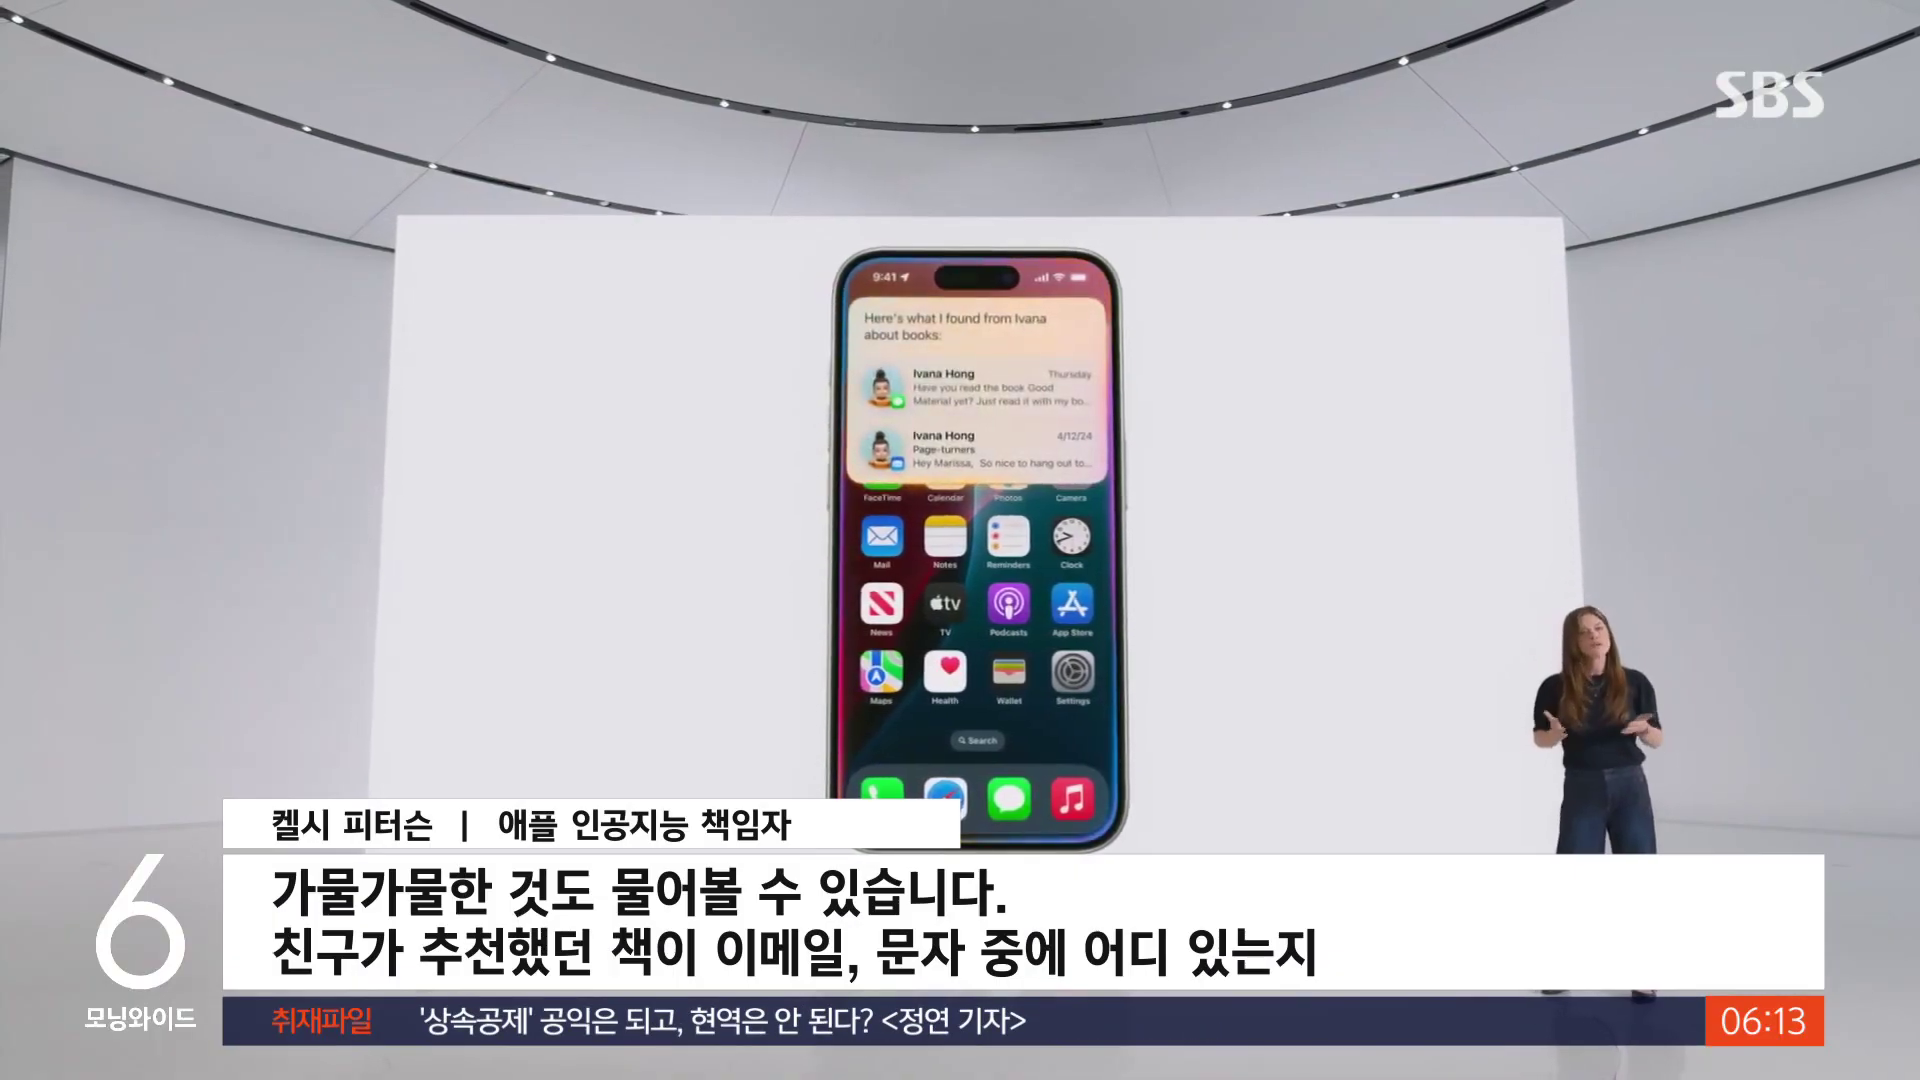 SBS
9:41
Here's what I found from Ivana
about books:
Ivana Hong
Thursday
Have you read the book Good
Material yet? Just read it with my bo...
Ivana Hong
4/12/24
Page-turners
Hey Marissa, So nice to hang out to...
FaceTime
Calendar
Photos
Camera
Mail
Notes
Reminders
Clock
News
tv
TV
Podcasts
App Store
Maps
Health
Wallet
Settings
Search
켈시 피터슨 | 애플 인공지능 책임자
가물가물한 것도 물어볼 수 있습니다.
친구가 추천했던 책이 이메일, 문자 중에 어디 있는지
6
모닝와이드
취재파일 '상속공제' 공익은 되고, 현역은 안 된다? <정연 기자>
06:13